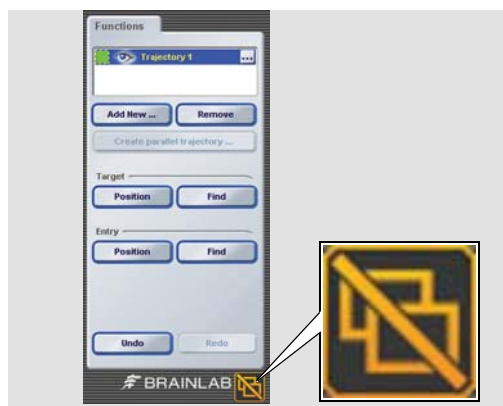 Functions
Trajectory 1 ...
Add New ... Remove
Create parallel trajectory ...
Target
Position Find
Entry
Position Find
Undo Redo
BRAINLAB